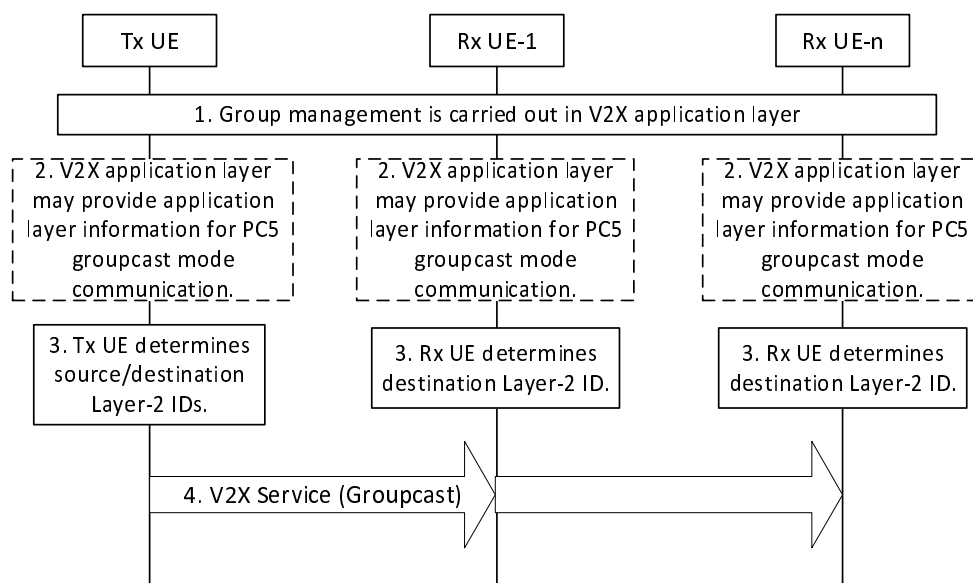 Tx UE
Rx UE-1
Rx UE-n
1. Group management is carried out in V2X application layer
2. V2X application layer
may provide application
layer information for PC5
groupcast mode
communication.
2. V2X application layer
may provide application
layer information for PC5
groupcast mode
communication.
2. V2X application layer
may provide application
layer information for PC5
groupcast mode
communication.
3. Tx UE determines
source/destination
Layer-2 IDs.
3. Rx UE determines
destination Layer-2 ID.
3. Rx UE determines
destination Layer-2 ID.
4. V2X Service (Groupcast)